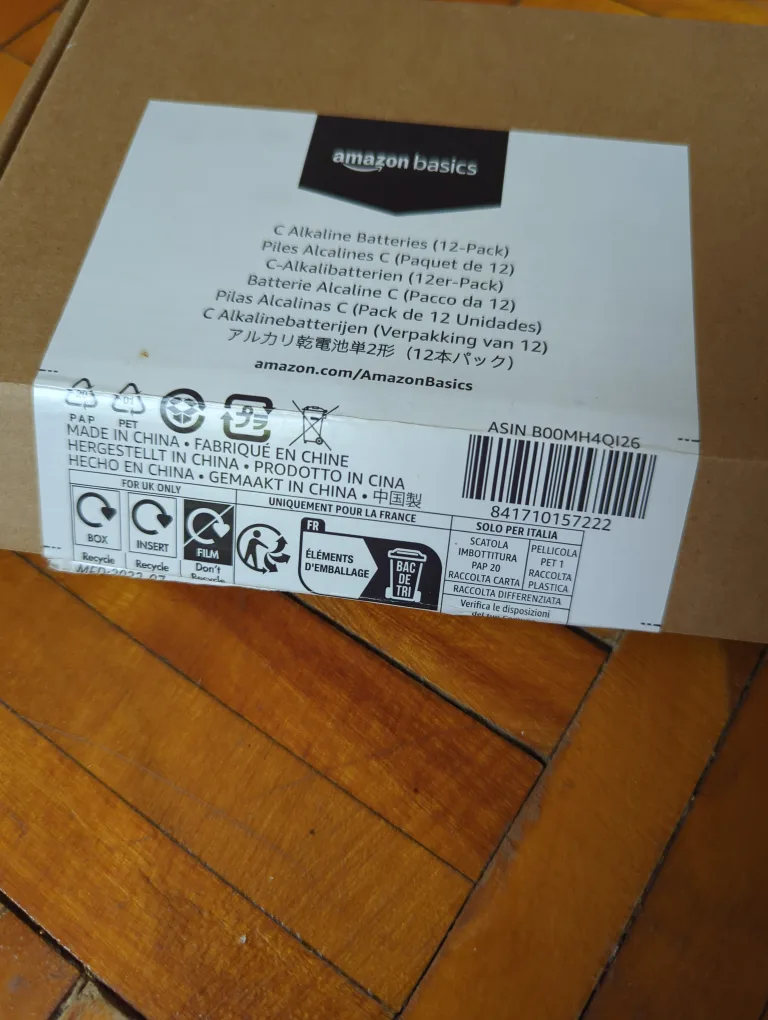 amazon basics
C Alkaline Batteries (12-Pack)
Piles Alcalines C (Paquet de 12)
C-Alkalibatterien (12er-Pack)
Batterie Alcaline C (Pacco da 12)
Pilas Alcalinas C (Pack de 12 Unidades)
C Alkalinebatterijen (Verpakking van 12)
アルカリ乾電池単2形（12本パック）
amazon.com/AmazonBasics
PAP
PET
プラ
MADE IN CHINA • FABRIQUÉ EN CHINE
HERGESTELLT IN CHINA • PRODOTTO IN CINA
HECHO EN CHINA • GEMAAKT IN CHINA • 中国製
ASIN B00MH4QI26
841710157222
FOR UK ONLY
BOX
Recycle
INSERT
Recycle
FILM
Don't
Recycle
UNIQUEMENT POUR LA FRANCE
FR
ÉLÉMENTS
D'EMBALLAGE
BAC
DE
TRI
SOLO PER ITALIA
SCATOLA
IMBOTTITURA
PAP 20
RACCOLTA CARTA
PELLICOLA
PET 1
RACCOLTA
PLASTICA
RACCOLTA DIFFERENZIATA
Verifica le disposizioni
del tuo